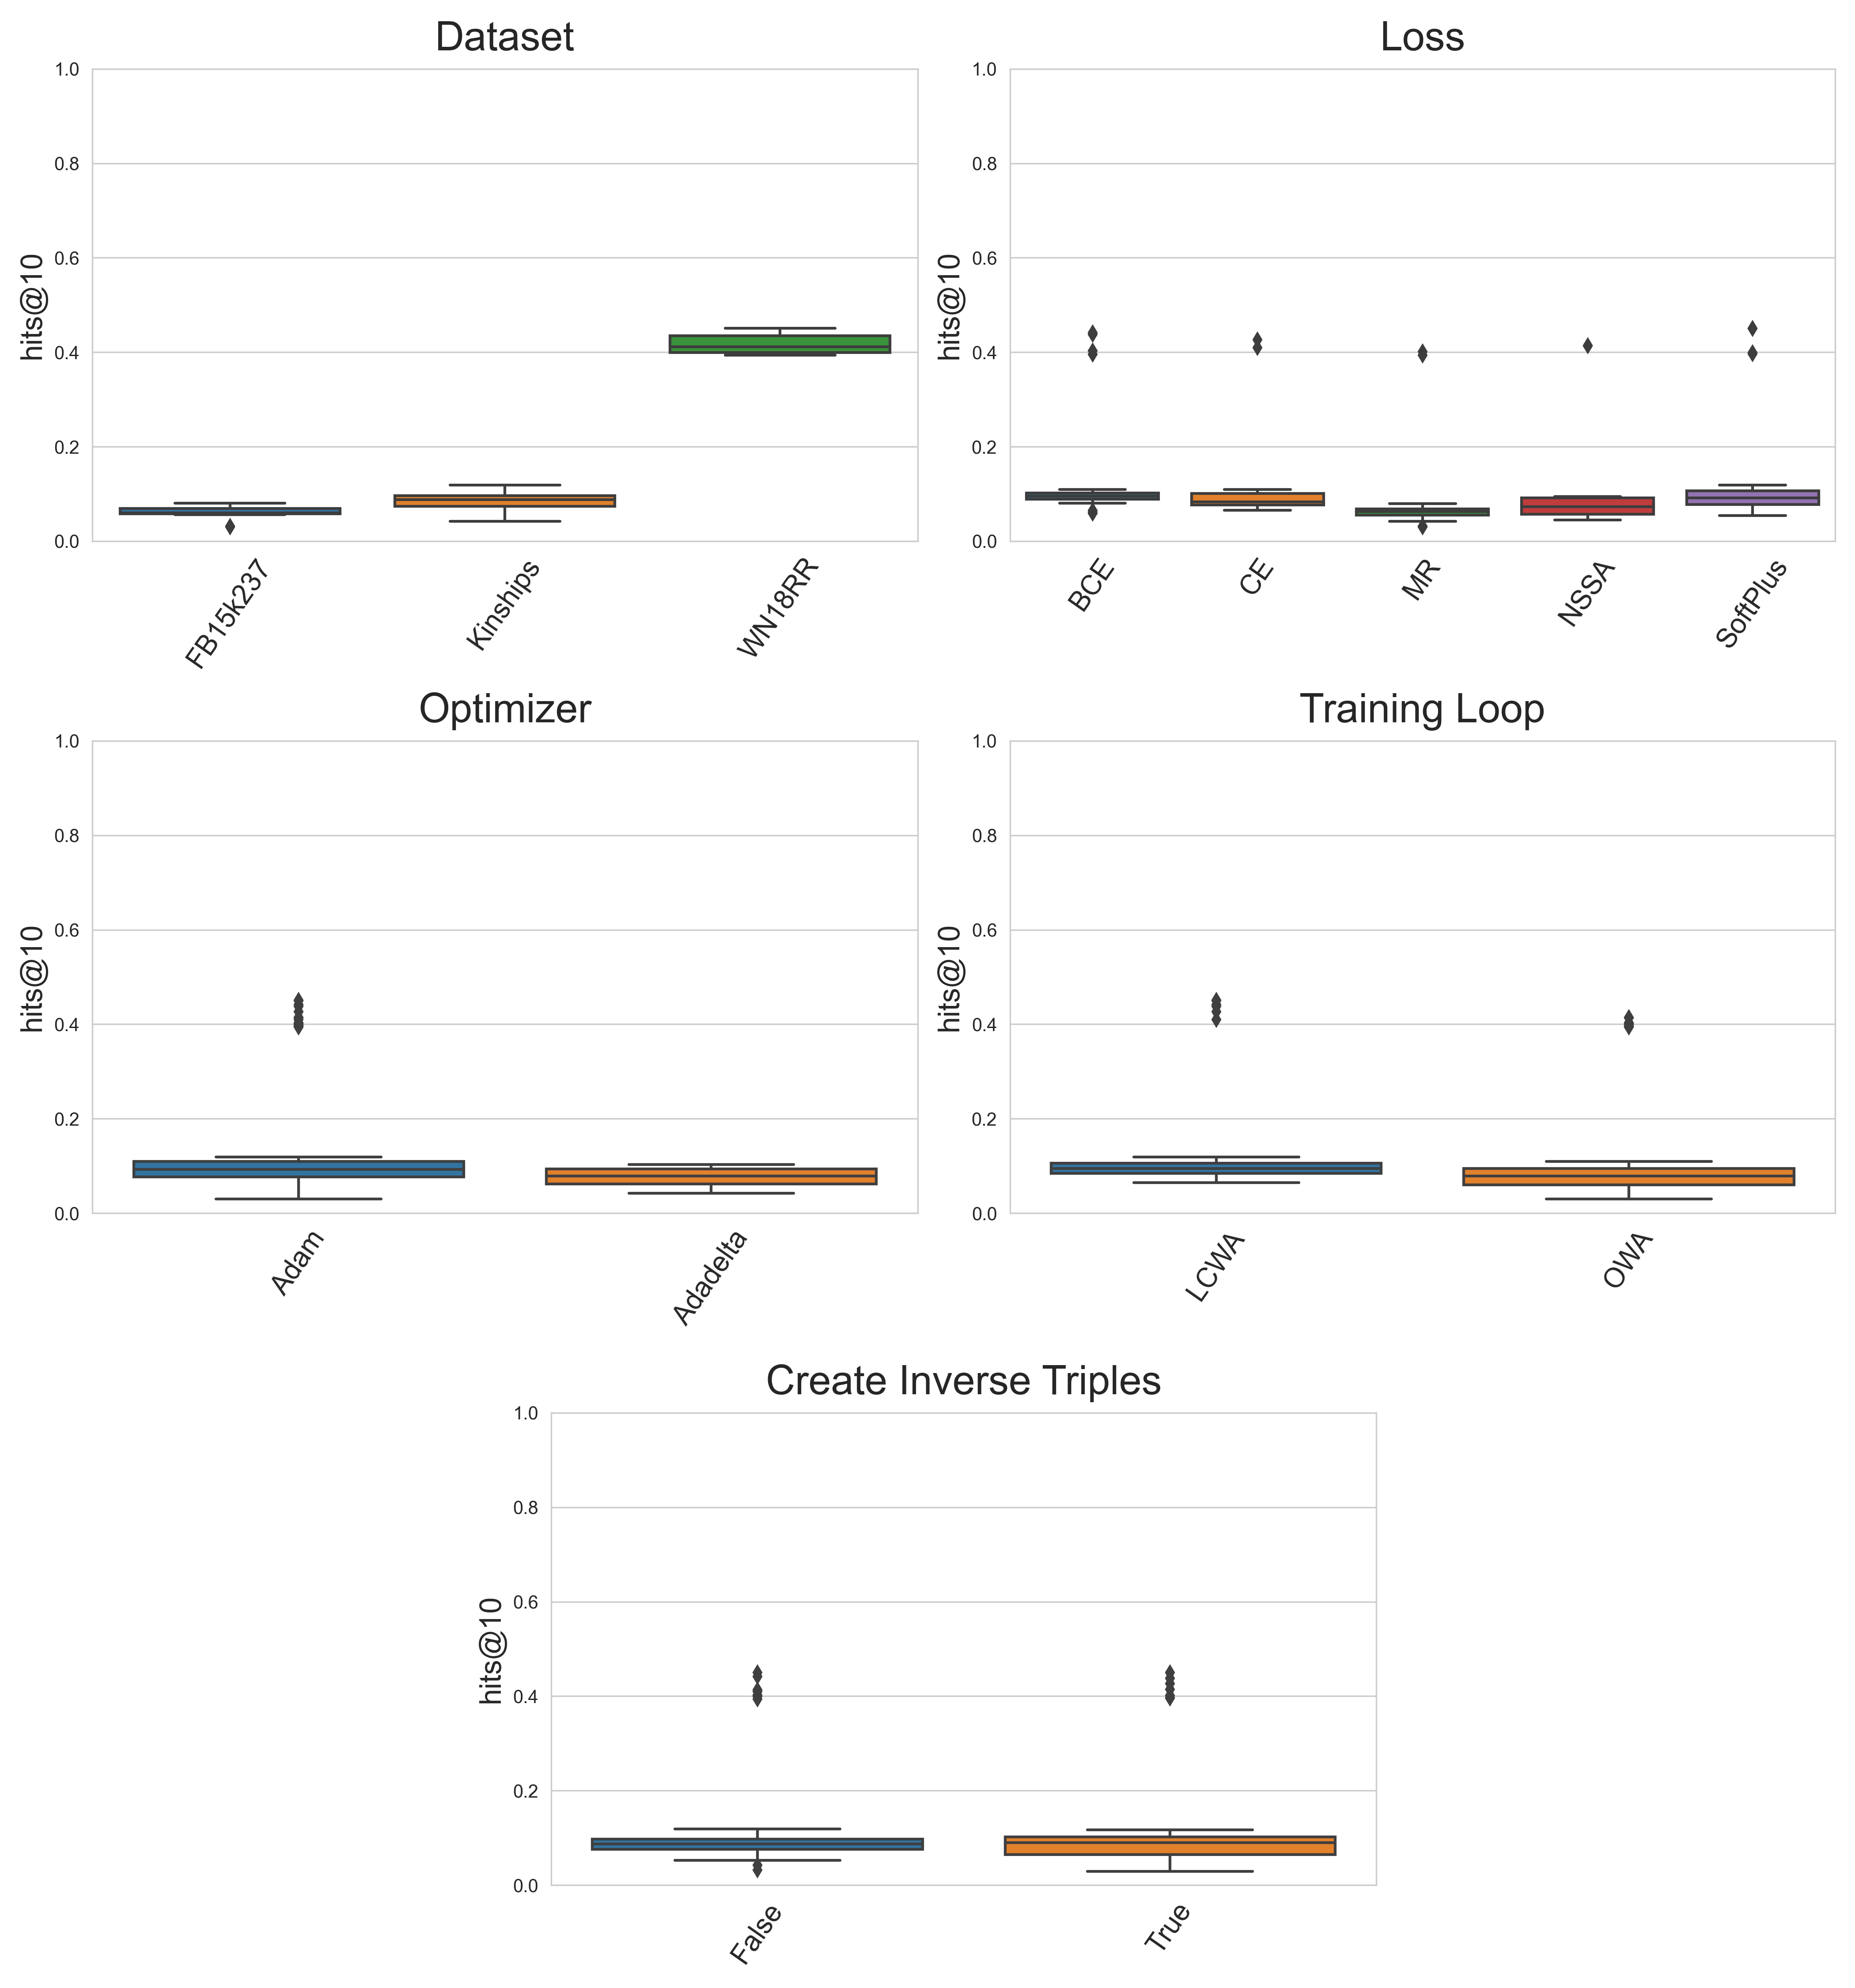 Dataset
1.0
0.8
0.6
0.4
0.2
0.0
hits@10
FB15k237
Kinships
WN18RR
Loss
1.0
0.8
0.6
0.4
0.2
0.0
hits@10
BCE
CE
MR
NSSA
SoftPlus
Optimizer
1.0
0.8
0.6
0.4
0.2
0.0
hits@10
Adam
Adadelta
Training Loop
1.0
0.8
0.6
0.4
0.2
0.0
hits@10
LCWA
OWA
Create Inverse Triples
1.0
0.8
0.6
0.4
0.2
0.0
hits@10
False
True